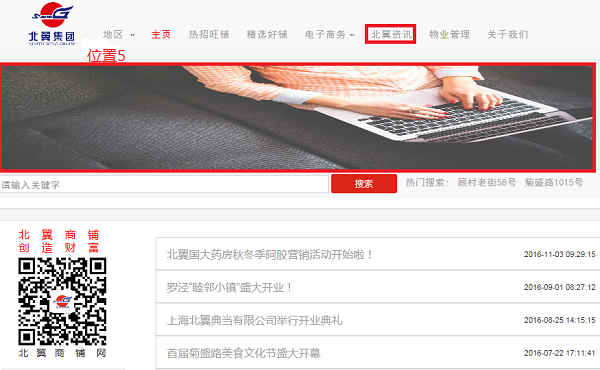 北翼集团
NORTH WING GROUP
地区 主页 热招旺铺 精选好铺 电子商务 北翼资讯 物业管理 关于我们
位置5
请输入关键字 搜索 热门搜索： 顾村老街58号 菊盛路1015号
北翼商铺
创造财富
北翼商铺网
北翼国大药房秋冬季阿胶营销活动开始啦！ 2016-11-03 09:29:15
罗泾“睦邻小镇”盛大开业！ 2016-09-01 08:27:12
上海北翼典当有限公司举行开业典礼 2016-08-25 14:15:15
首届菊盛路美食文化节盛大开幕 2016-07-22 17:11:41